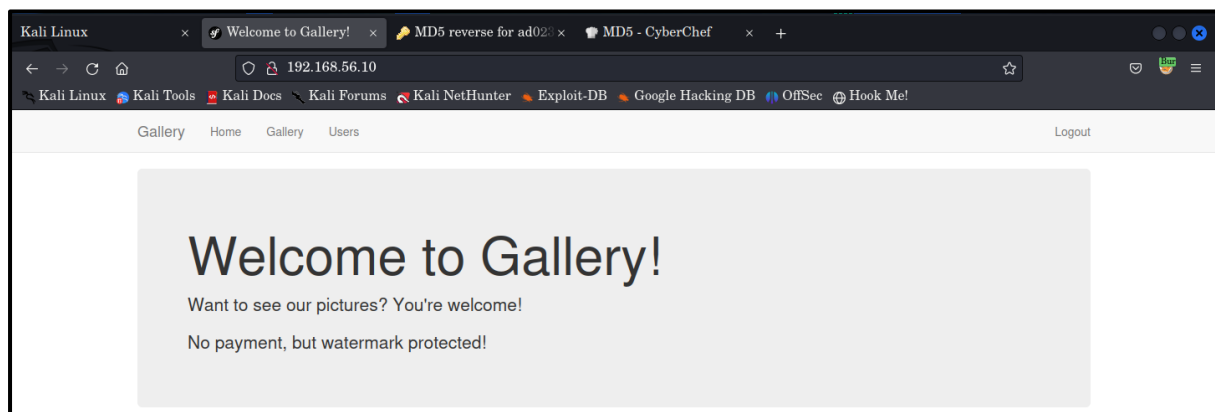 Kali Linux
Welcome to Gallery!
MD5 reverse for ad023
MD5 - CyberChef
192.168.56.10
Bur
Kali Linux Kali Tools Kali Docs Kali Forums Kali NetHunter Exploit-DB Google Hacking DB OffSec Hook Me!
Gallery Home Gallery Users Logout
Welcome to Gallery!
Want to see our pictures? You're welcome!
No payment, but watermark protected!